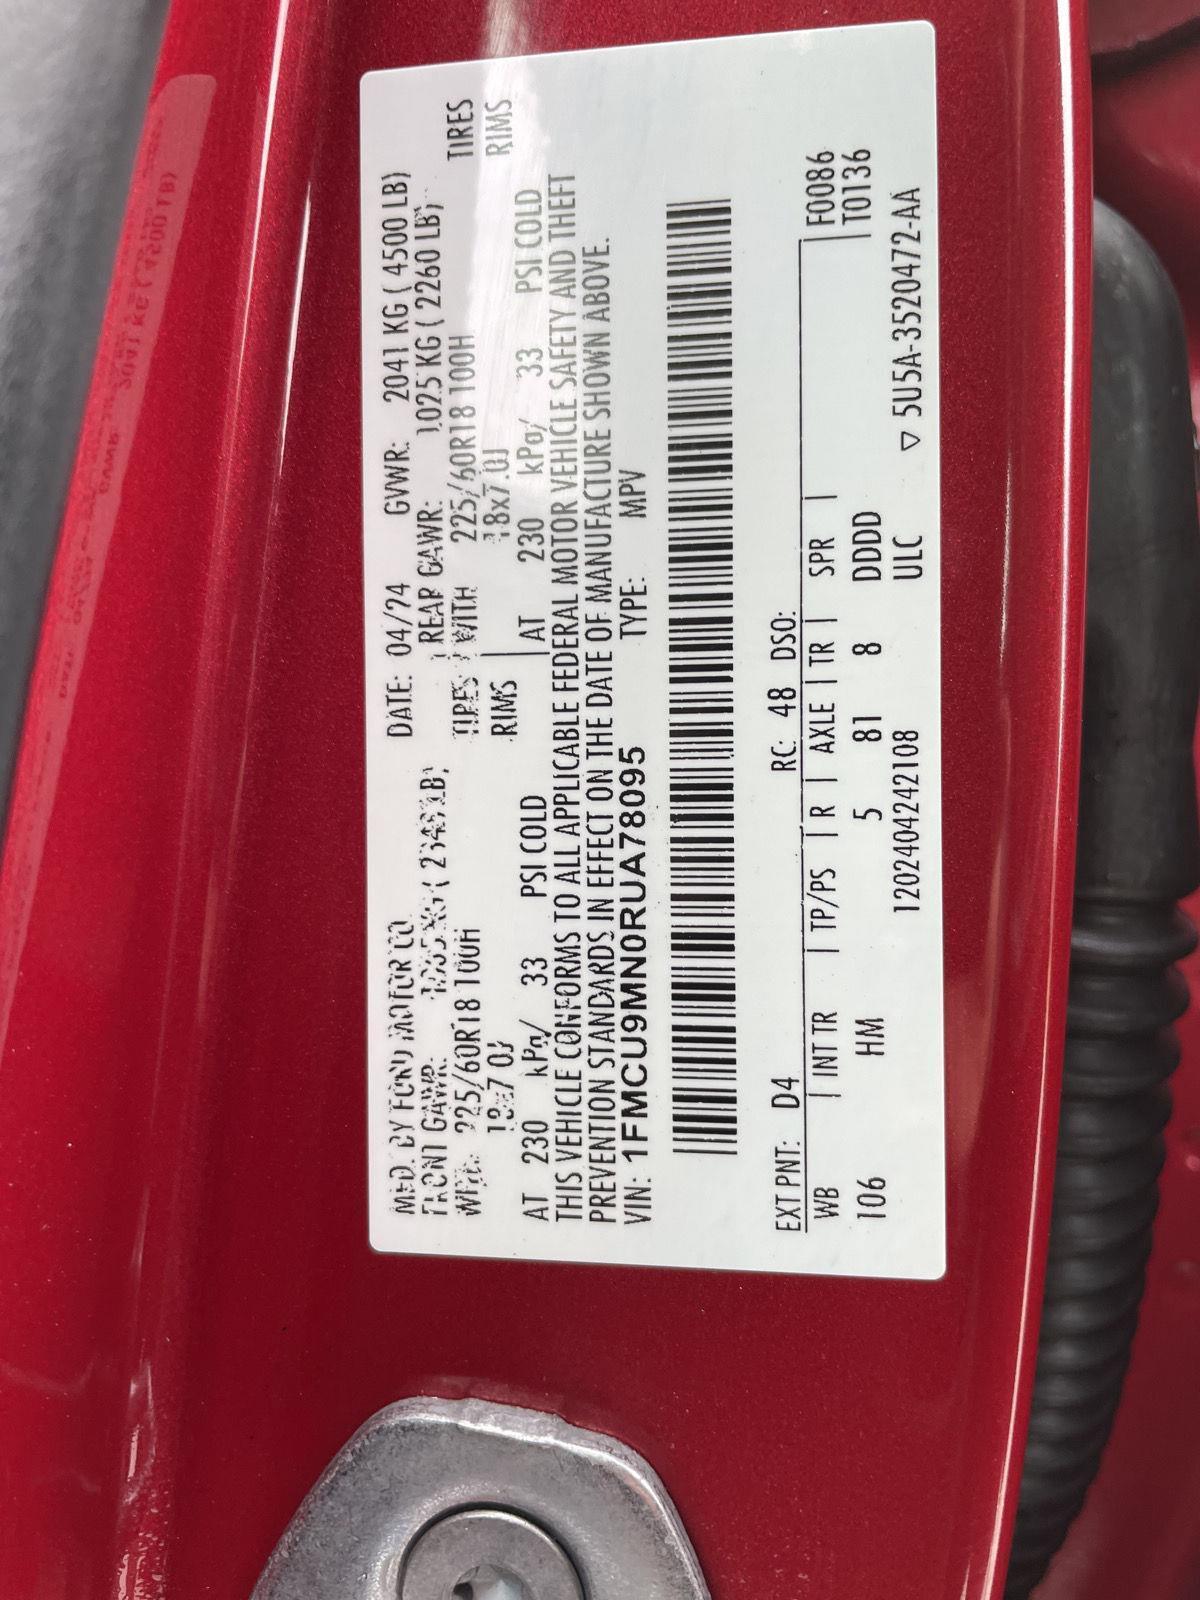 MFD. BY FORD MOTOR CO. DATE: 04/24 GVWR: 2041 KG ( 4500 LB)
FRONT GAWR: REAR GAWR: 1025 KG ( 2260 LB)
WITH 225/60R18 100H TIRES WITH 225/60R18 100H TIRES
18x7.0J RIMS 18x7.0J RIMS
AT 230 kPa/ 33 PSI COLD AT 230 kPa/ 33 PSI COLD
THIS VEHICLE CONFORMS TO ALL APPLICABLE FEDERAL MOTOR VEHICLE SAFETY AND THEFT
PREVENTION STANDARDS IN EFFECT ON THE DATE OF MANUFACTURE SHOWN ABOVE.
VIN: 1FMCU9MN0RUA78095 TYPE: MPV
EXT PNT: D4 RC: 48 DSO: F0086
WB | INT TR | TP/PS | R | AXLE | TR | SPR | T0136
106 HM 5 81 8 DDDD
120240424​2108 ULC ▽ 5U5A-3520472-AA